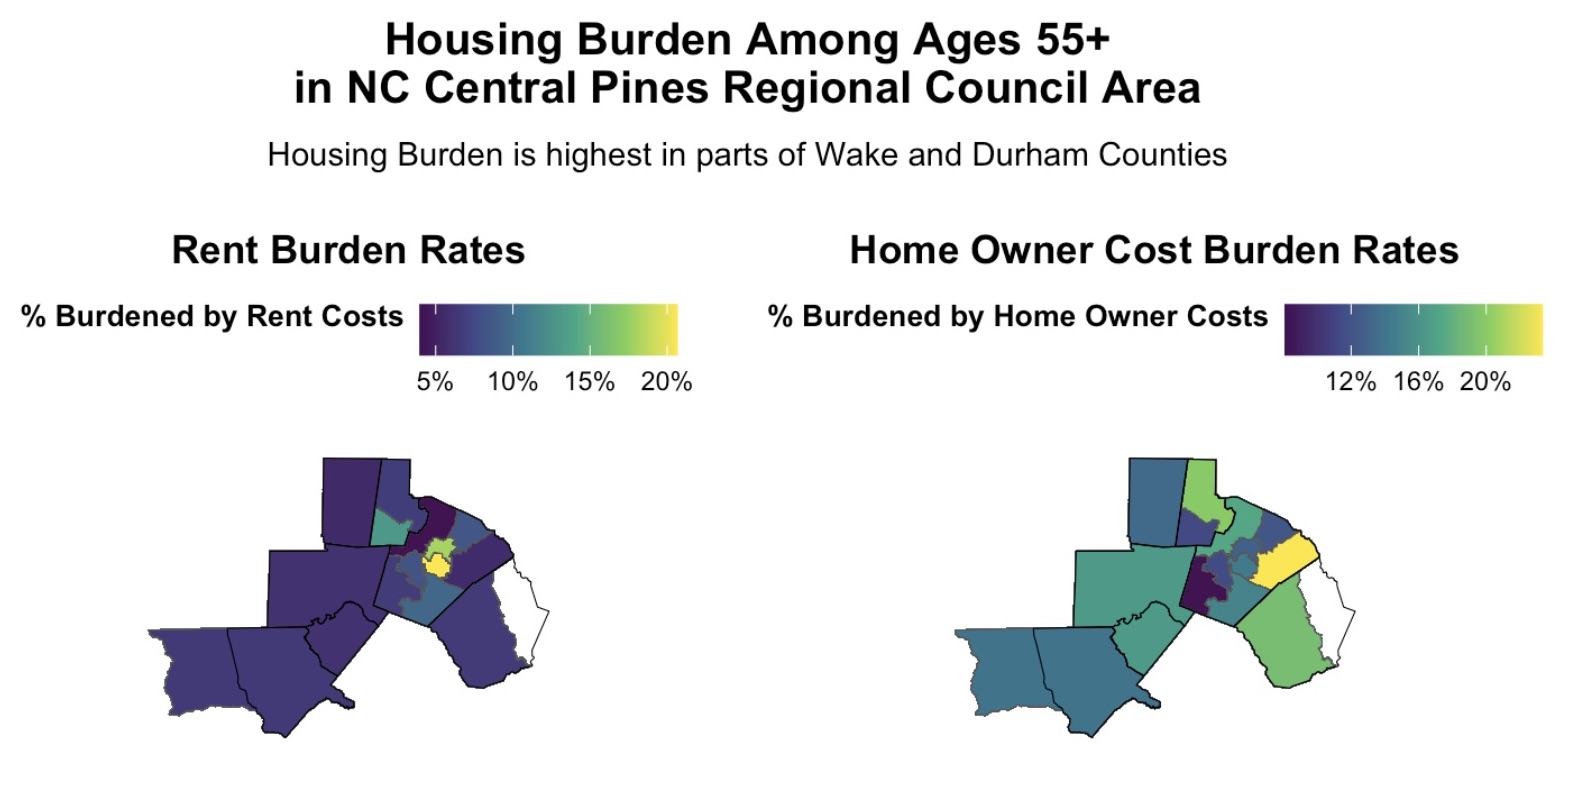 Housing Burden Among Ages 55+
in NC Central Pines Regional Council Area
Housing Burden is highest in parts of Wake and Durham Counties
Rent Burden Rates
% Burdened by Rent Costs
5% 10% 15% 20%
Home Owner Cost Burden Rates
% Burdened by Home Owner Costs
12% 16% 20%